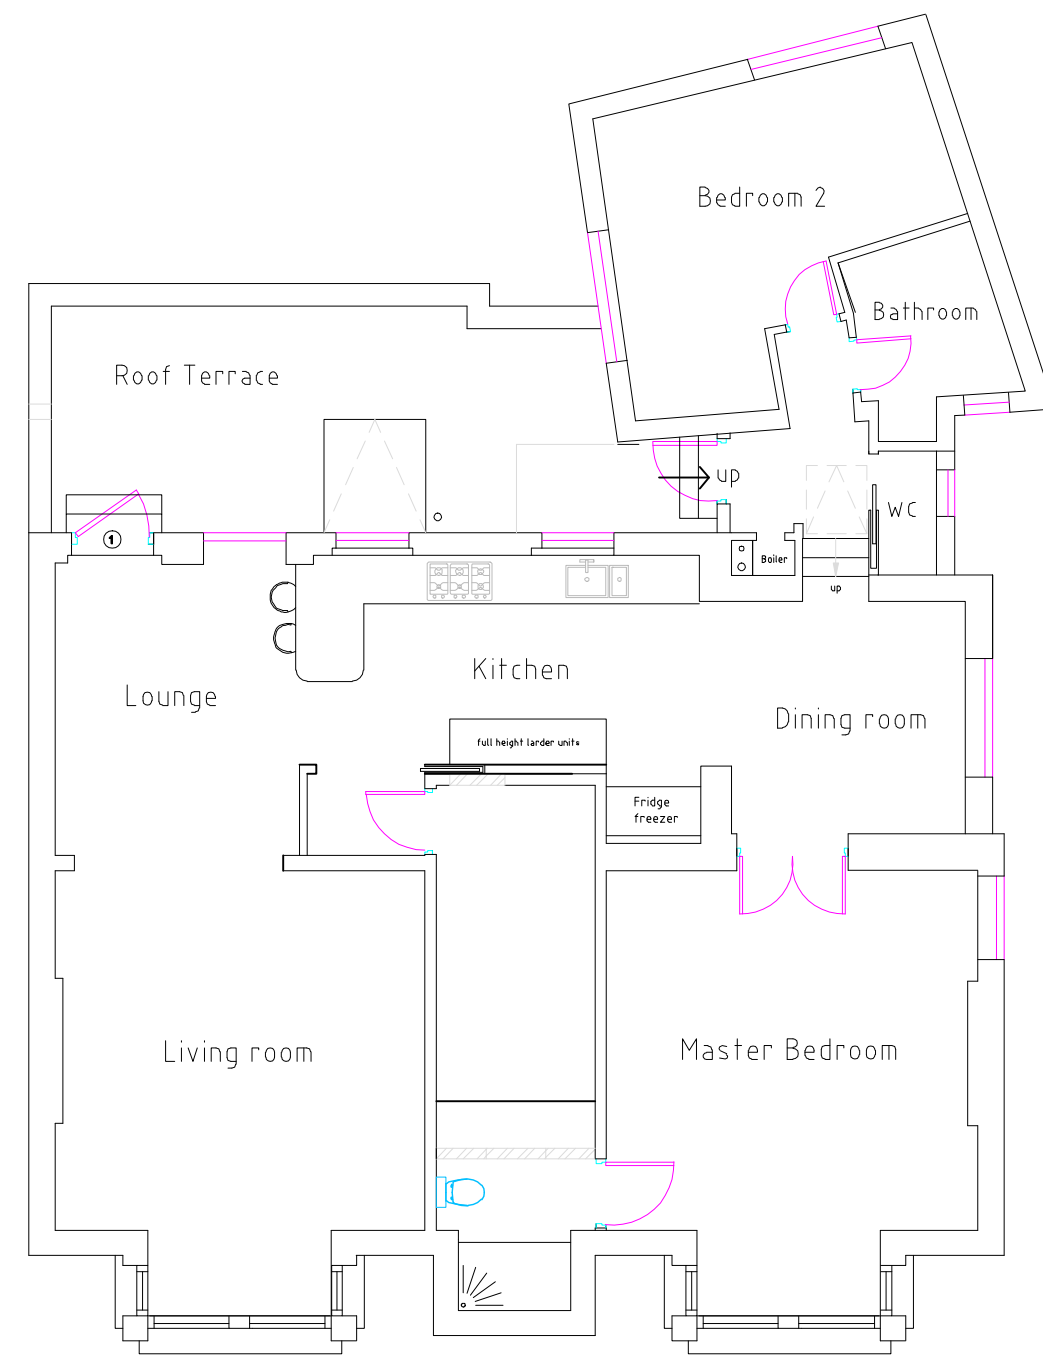 Bedroom 2
Bathroom
Roof Terrace
up
WC
1
Boiler
up
Kitchen
Lounge
Dining room
full height larder units
Fridge
freezer
Living room
Master Bedroom